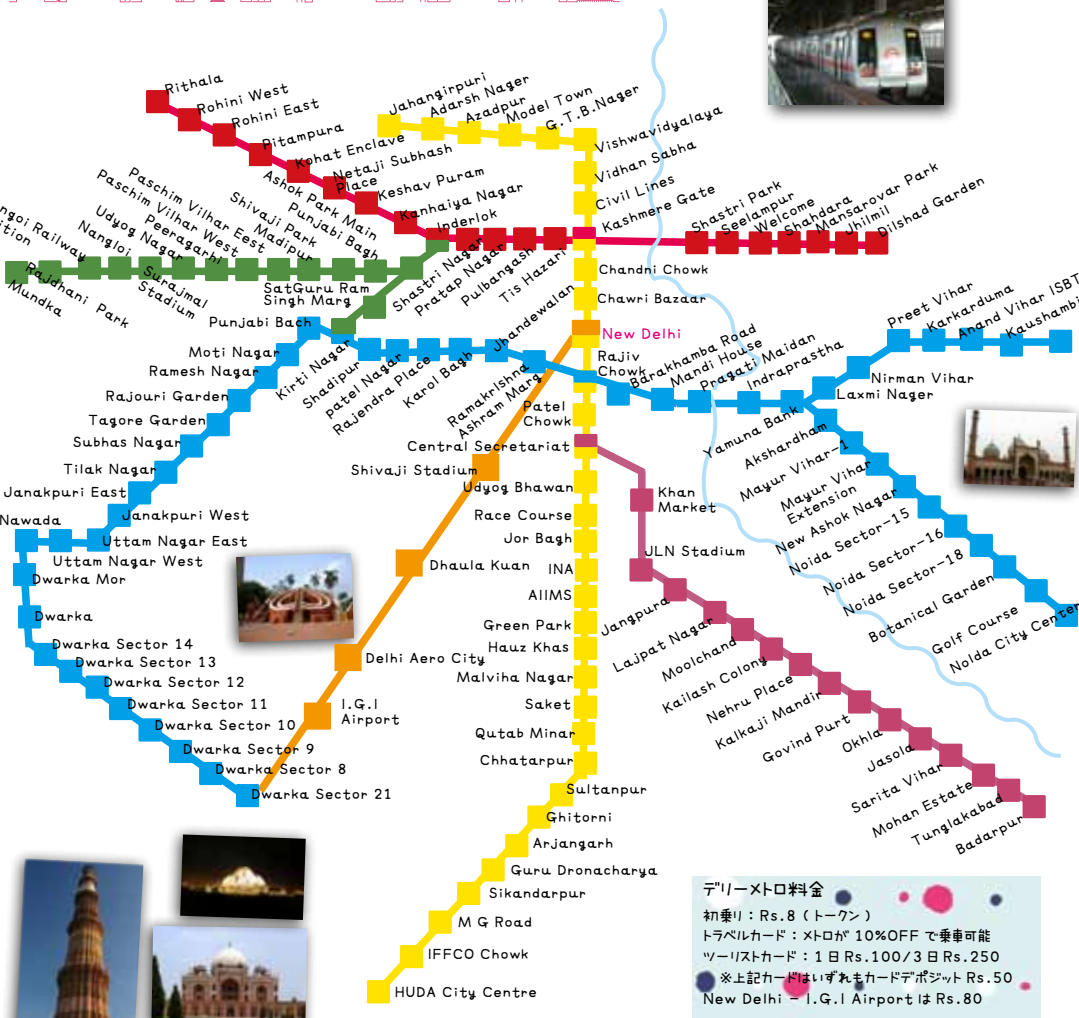 Rithala
Rohini West
Rohini East
Pitampura
Kohat Enclave
Netaji Subhash
Place
Keshav Puram
Kanhaiya Nagar
Inderlok
Shastri Nagar
Pratap Nagar
Pulbangash
Tis Hazari
Kashmere Gate
Shastri Park
Seelampur
Welcome
Shahdara
Mansarovar Park
Jhilmil
Dilshad Garden
Jahangirpuri
Adarsh Nager
Azadpur
Model Town
G.T.B.Nager
Vishwavidyalaya
Vidhan Sabha
Civil Lines
Chandni Chowk
Chawri Bazaar
New Delhi
Rajiv
Chowk
Patel
Chowk
Central Secretariat
Udyog Bhawan
Race Course
Jor Bagh
INA
AIIMS
Green Park
Hauz Khas
Malviha Nagar
Saket
Qutab Minar
Chhatarpur
Sultanpur
Ghitorni
Arjangarh
Guru Dronacharya
Sikandarpur
M G Road
IFFCO Chowk
HUDA City Centre
Ashok Park Main
Punjabi Bagh
Shivaji Park
Madipur
Paschim Vilhar East
Paschim Vilhar West
Peeragarhi
Udyog Nagar
Surajmal
Stadium
Nangloi
ngoi Railway
ition
Rajdhani Park
Mundka
SatGuru Ram
Singh Marg
Kirti Nagar
Punjabi Bach
Moti Nagar
Ramesh Nagar
Rajouri Garden
Tagore Garden
Subhas Nagar
Tilak Nagar
Janakpuri East
Janakpuri West
Uttam Nagar East
Uttam Nagar West
Nawada
Dwarka Mor
Dwarka
Dwarka Sector 14
Dwarka Sector 13
Dwarka Sector 12
Dwarka Sector 11
Dwarka Sector 10
Dwarka Sector 9
Dwarka Sector 8
Dwarka Sector 21
Shadipur
Patel Nagar
Rajendra Place
Karol Bagh
Jhandewalan
Ramakrishna
Ashram Marg
Barakhamba Road
Mandi House
Pragati Maidan
Indraprastha
Yamuna Bank
Laxmi Nager
Nirman Vihar
Preet Vihar
Karkarduma
Anand Vihar ISBT
Kaushambi
Akshardham
Mayur Vihar-1
Mayur Vihar
Extension
New Ashok Nagar
Noida Sector-15
Noida Sector-16
Noida Sector-18
Botanical Garden
Golf Course
Nolda City Center
Shivaji Stadium
Dhaula Kuan
Delhi Aero City
I.G.I
Airport
Khan
Market
JLN Stadium
Jangpura
Lajpat Nagar
Moolchand
Kailash Colony
Nehru Place
Kalkaji Mandir
Govind Purt
Okhla
Jasola
Sarita Vihar
Mohan Estate
Tunglakabad
Badarpur
デリーメトロ料金
初乗り：Rs.8（トークン）
トラベルカード：メトロが 10%OFF で乗車可能
ツーリストカード：1日 Rs.100/3日 Rs.250
※上記カードはいずれもカードデポジット Rs.50
New Delhi - I.G.I Airport は Rs.80